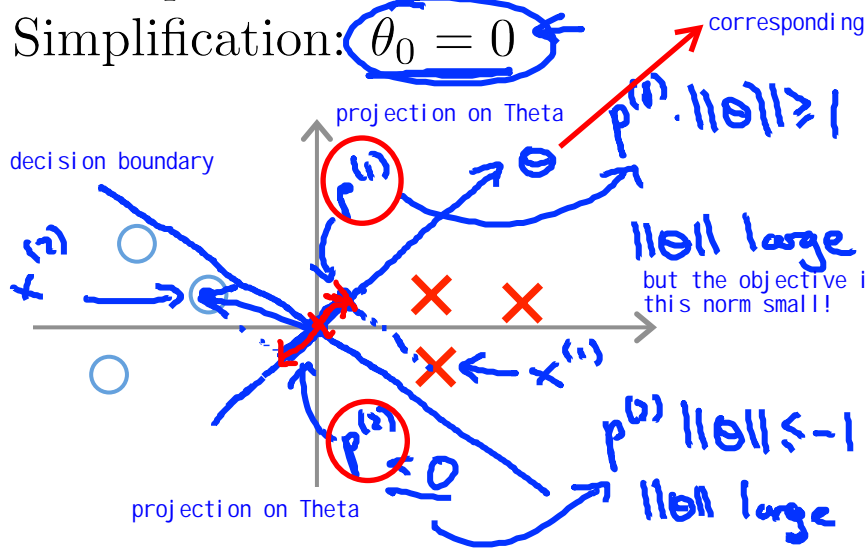 Simplification: θ₀ = 0
corresponding
projection on Theta
p⁽¹⁾ · ||θ|| ≥ 1
decision boundary
p⁽¹⁾
θ
x⁽²⁾
||θ|| large
but the objective i
this norm small!
x⁽¹⁾
p⁽²⁾ < 0
p⁽²⁾ ||θ|| ≤ -1
projection on Theta
||θ|| large